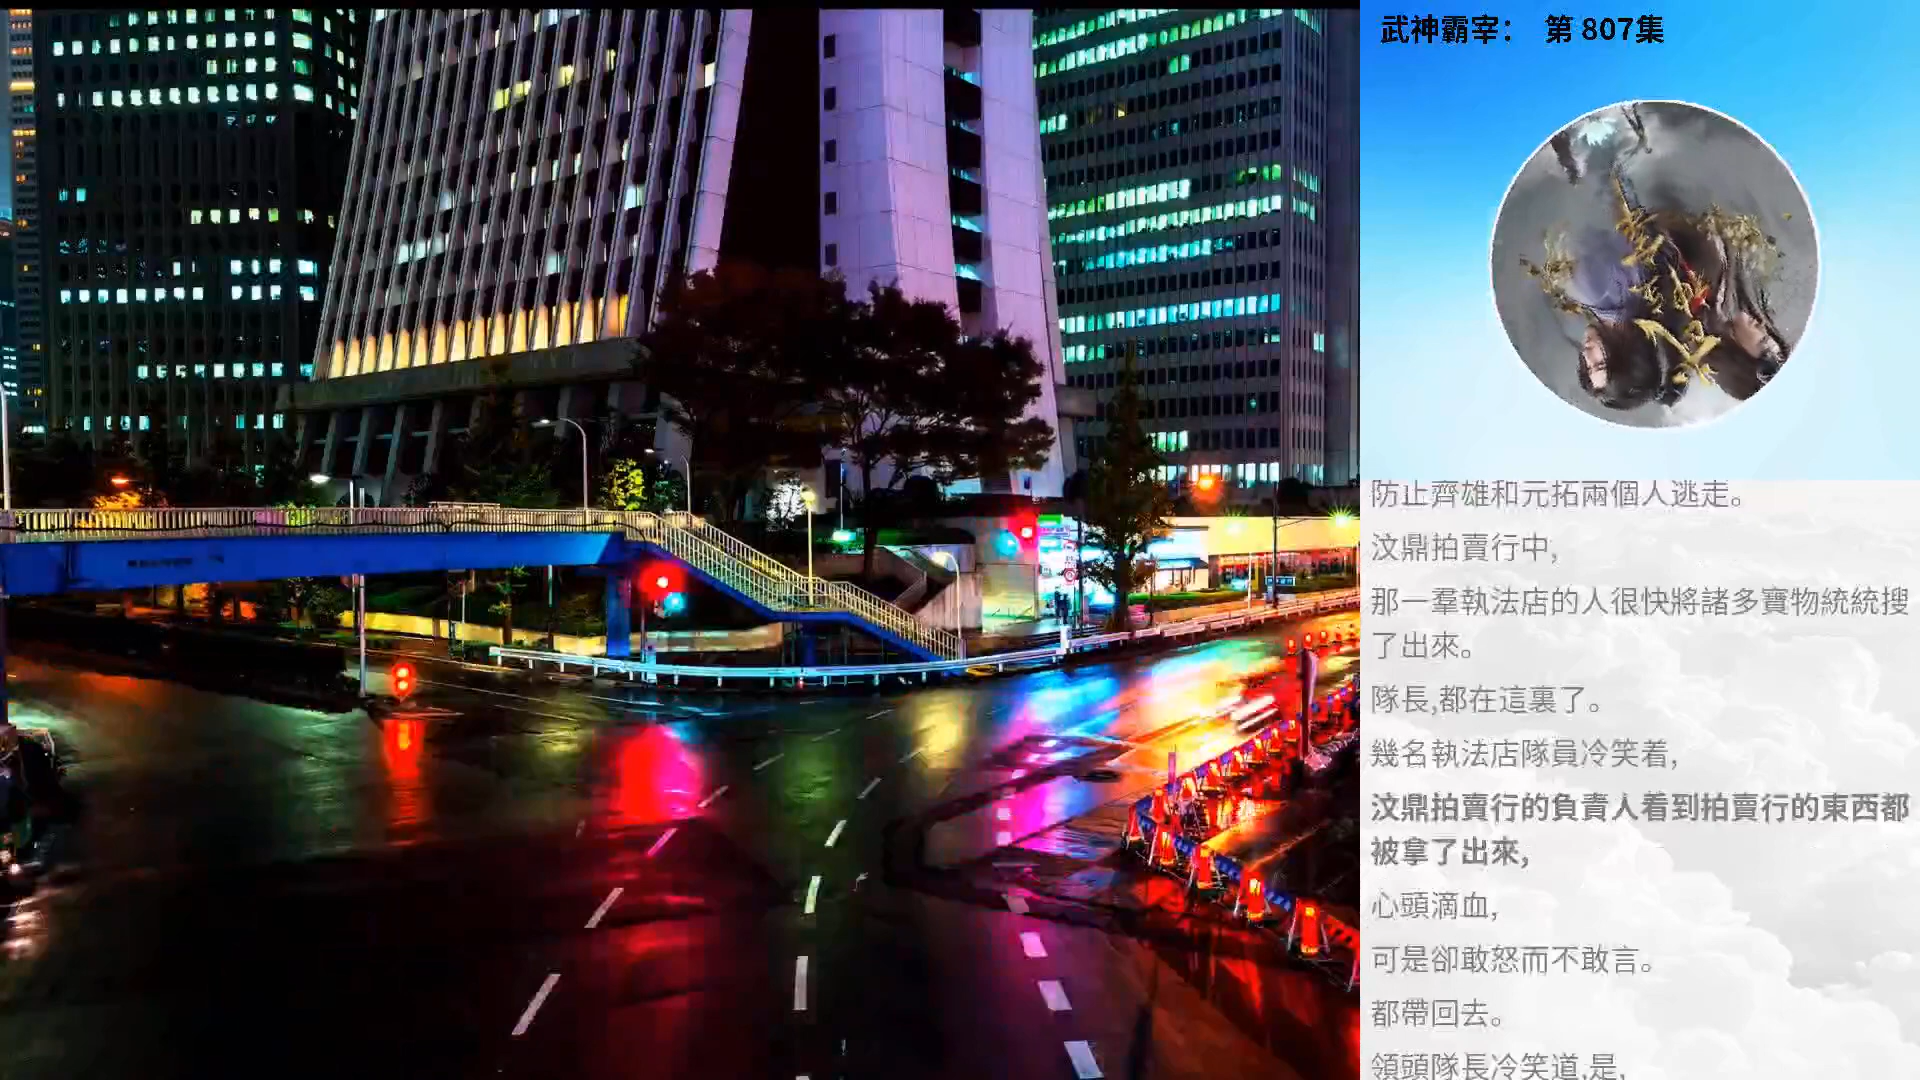 武神霸宰： 第 807集
防止齊雄和元拓兩個人逃走。
汶鼎拍賣行中,
那一羣執法店的人很快將諸多寶物統統搜
了出來。
隊長,都在這裏了。
幾名執法店隊員冷笑着,
汶鼎拍賣行的負責人看到拍賣行的東西都
被拿了出來,
心頭滴血,
可是卻敢怒而不敢言。
都帶回去。
領頭隊長冷笑道,是,